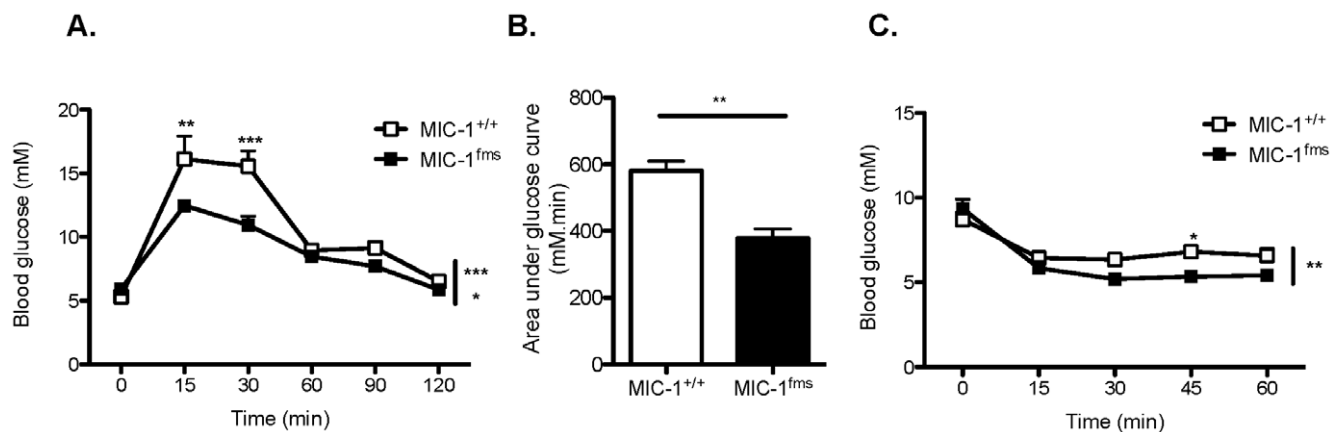 A.
Blood glucose (mM)
20
15
10
5
0
**
***
MIC-1+/+
MIC-1fms
***
*
0 15 30 60 90 120
Time (min)
B.
Area under glucose curve
(mM.min)
800
600
400
200
0
**
MIC-1+/+ MIC-1fms
C.
Blood glucose (mM)
15
10
5
0
MIC-1+/+
MIC-1fms
*
**
0 15 30 45 60
Time (min)